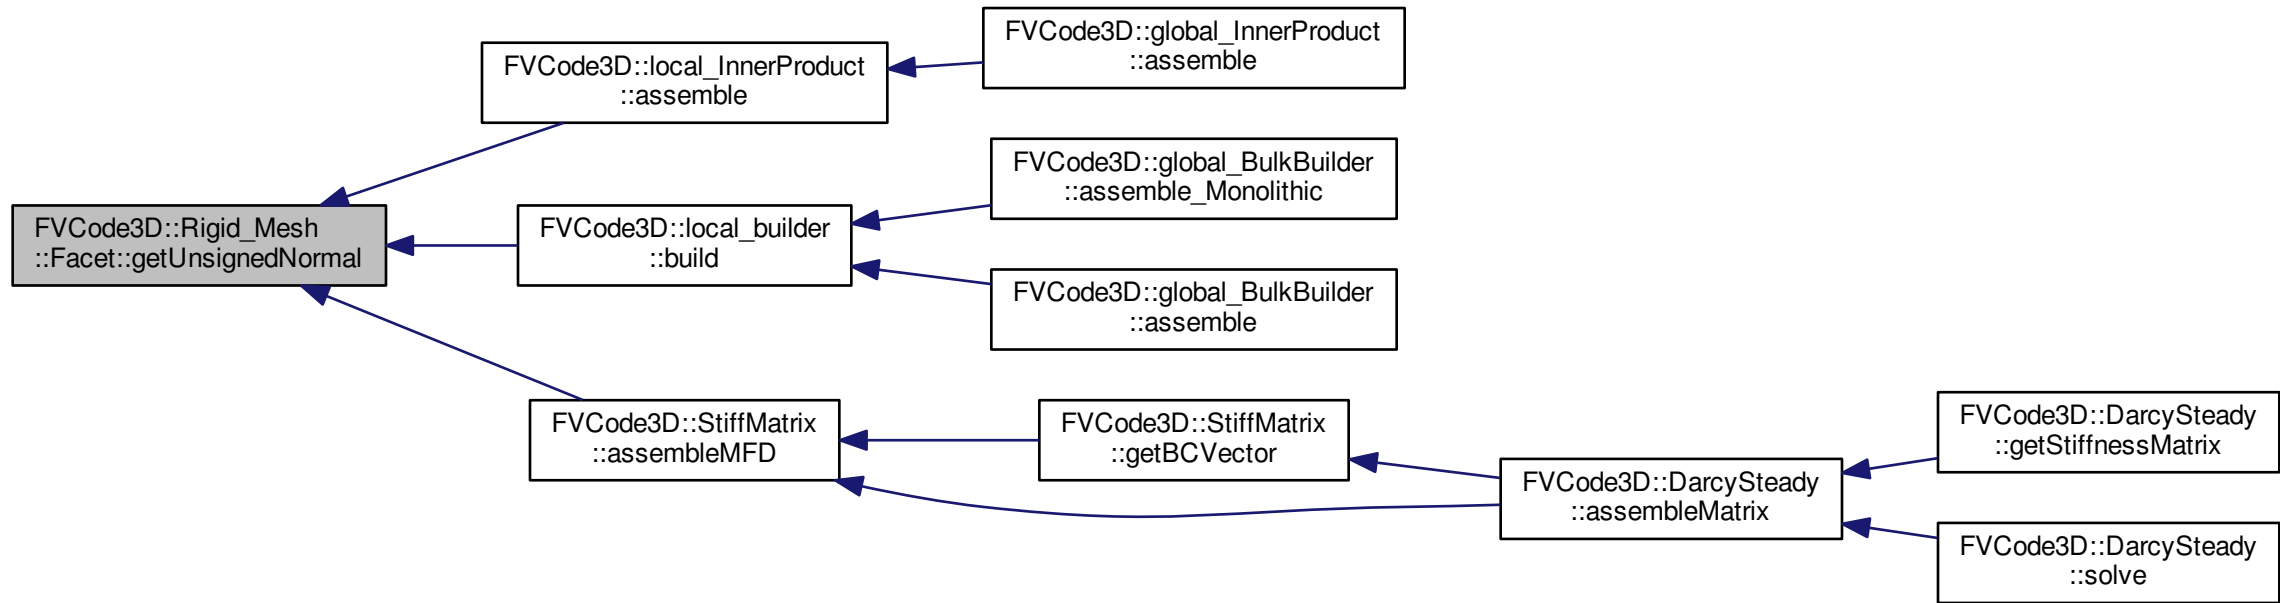 FVCode3D::Rigid_Mesh
::Facet::getUnsignedNormal
FVCode3D::local_InnerProduct
::assemble
FVCode3D::global_InnerProduct
::assemble
FVCode3D::local_builder
::build
FVCode3D::global_BulkBuilder
::assemble_Monolithic
FVCode3D::global_BulkBuilder
::assemble
FVCode3D::StiffMatrix
::assembleMFD
FVCode3D::StiffMatrix
::getBCVector
FVCode3D::DarcySteady
::assembleMatrix
FVCode3D::DarcySteady
::getStiffnessMatrix
FVCode3D::DarcySteady
::solve